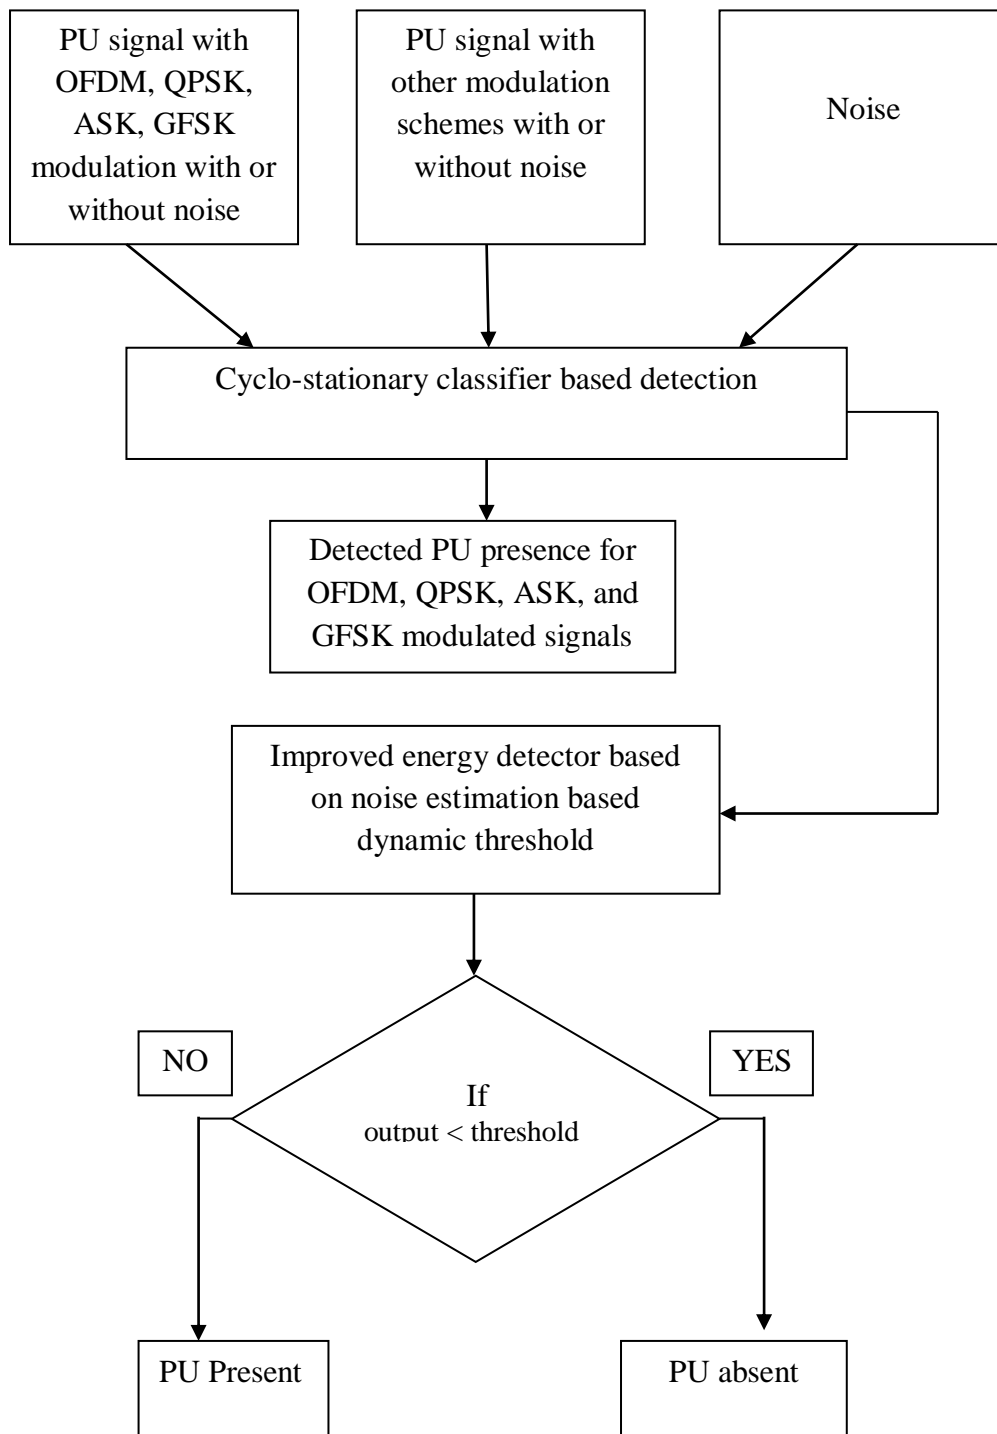 PU signal with
OFDM, QPSK,
ASK, GFSK
modulation with or
without noise
PU signal with
other modulation
schemes with or
without noise
Noise
Cyclo-stationary classifier based detection
Detected PU presence for
OFDM, QPSK, ASK, and
GFSK modulated signals
Improved energy detector based
on noise estimation based
dynamic threshold
NO
YES
If
output < threshold
PU Present
PU absent